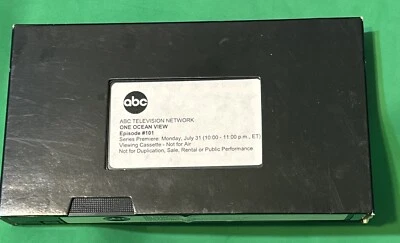 abc
ABC TELEVISION NETWORK
ONE OCEAN VIEW
Episode #101
Series Premiere: Monday, July 31 (10:00 - 11:00 p.m., ET)
Viewing Cassette - Not for Air
Not for Duplication, Sale, Rental or Public Performance